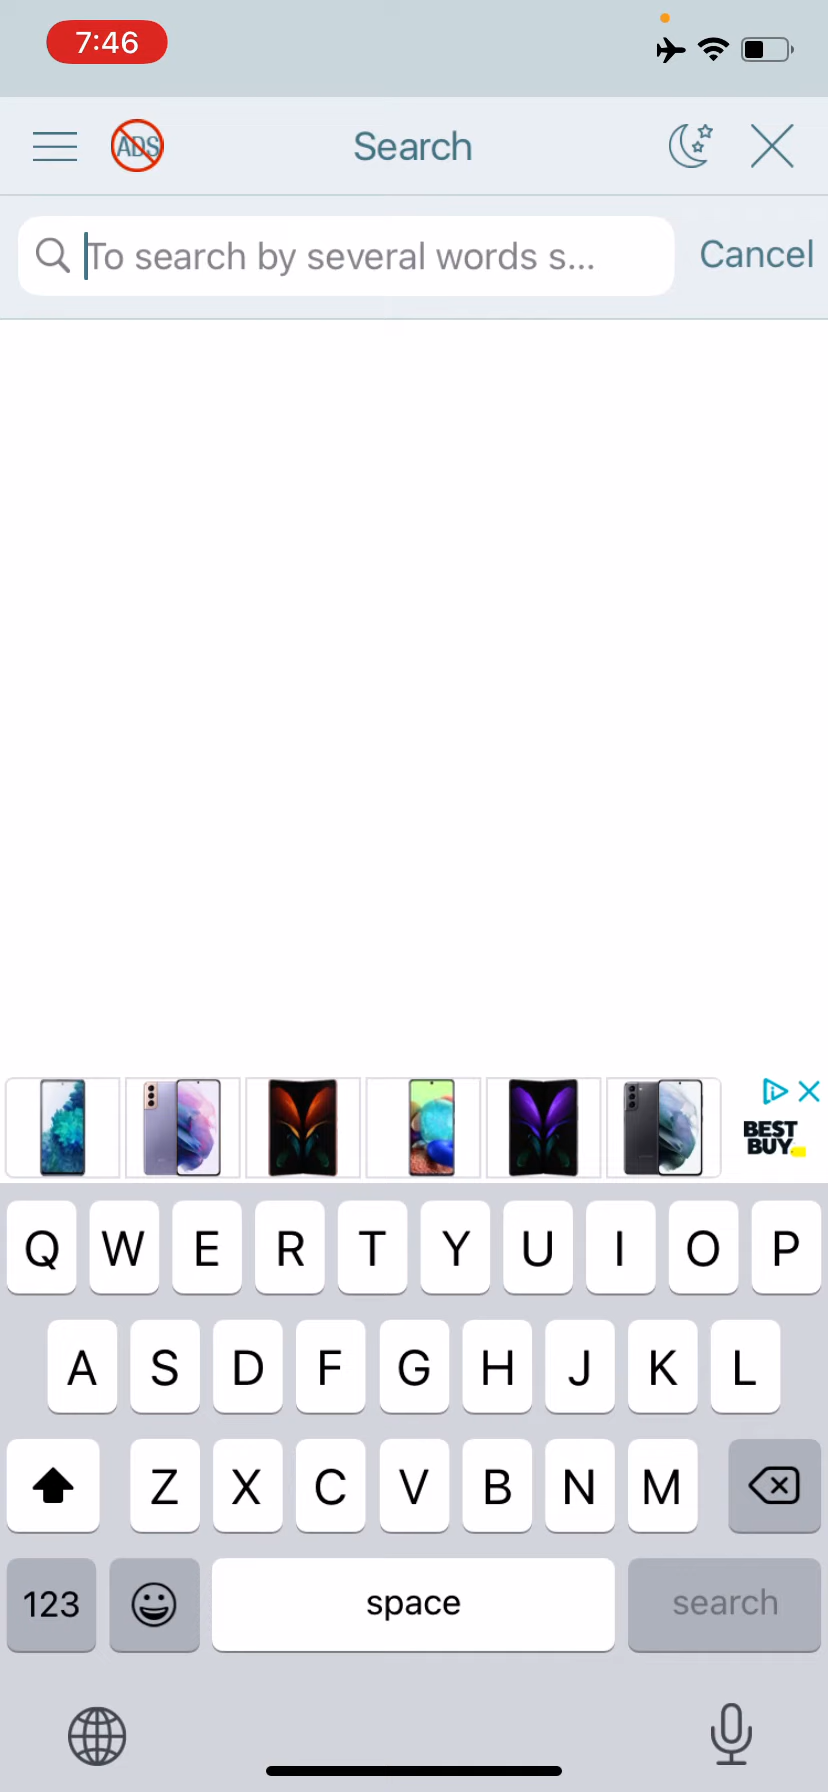 7:46
ADS
Search
To search by several words s...
Cancel
BEST
BUY
Q W E R T Y U I O P
A S D F G H J K L
Z X C V B N M
123 space search